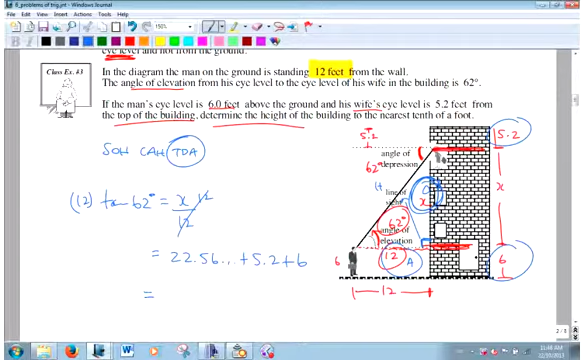 8_problems of trig.jnt - Windows Journal
File Edit View Insert Actions Tools Help
150%
eye level and not from the ground.
Class Ex. #3
In the diagram the man on the ground is standing 12 feet from the wall.
The angle of elevation from his eye level to the eye level of his wife in the building is 62°.
If the man's eye level is 6.0 feet above the ground and his wife's eye level is 5.2 feet from
the top of the building, determine the height of the building to the nearest tenth of a foot.
SOH CAH TOA
(12) tan 62° = x/12 12
= 22.56... + 5.2 + 6
=
5.2
5.2
angle of
depression
62°
H
line of
sight
O
x
x
62°
angle of
elevation
12 A
6
6
12
2 / 3
11:48 AM